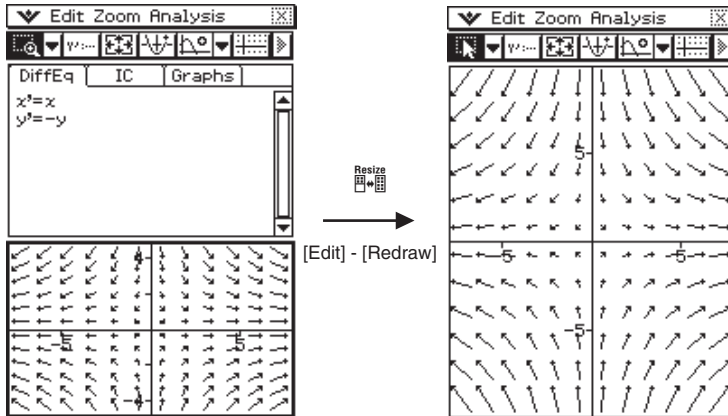 Edit Zoom Analysis
DiffEq IC Graphs
x'=x
y'=-y
4
-5 5
-4
Resize
[Edit] - [Redraw]
Edit Zoom Analysis
5
-5 5
-5